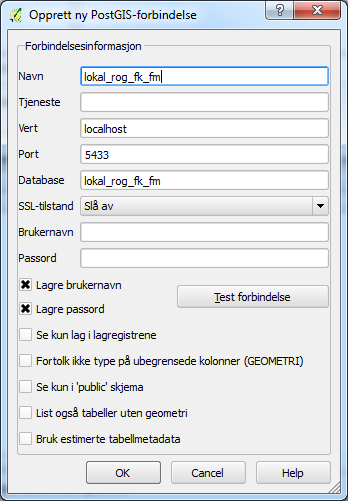 Opprett ny PostGIS-forbindelse
Forbindelsesinformasjon
Navn lokal_rog_fk_fm
Tjeneste
Vert localhost
Port 5433
Database lokal_rog_fk_fm
SSL-tilstand Slå av
Brukernavn
Passord
Lagre brukernavn
Test forbindelse
Lagre passord
Se kun lag i lagregistrene
Fortolk ikke type på ubegrensede kolonner (GEOMETRI)
Se kun i 'public' skjema
List også tabeller uten geometri
Bruk estimerte tabellmetadata
OK Cancel Help